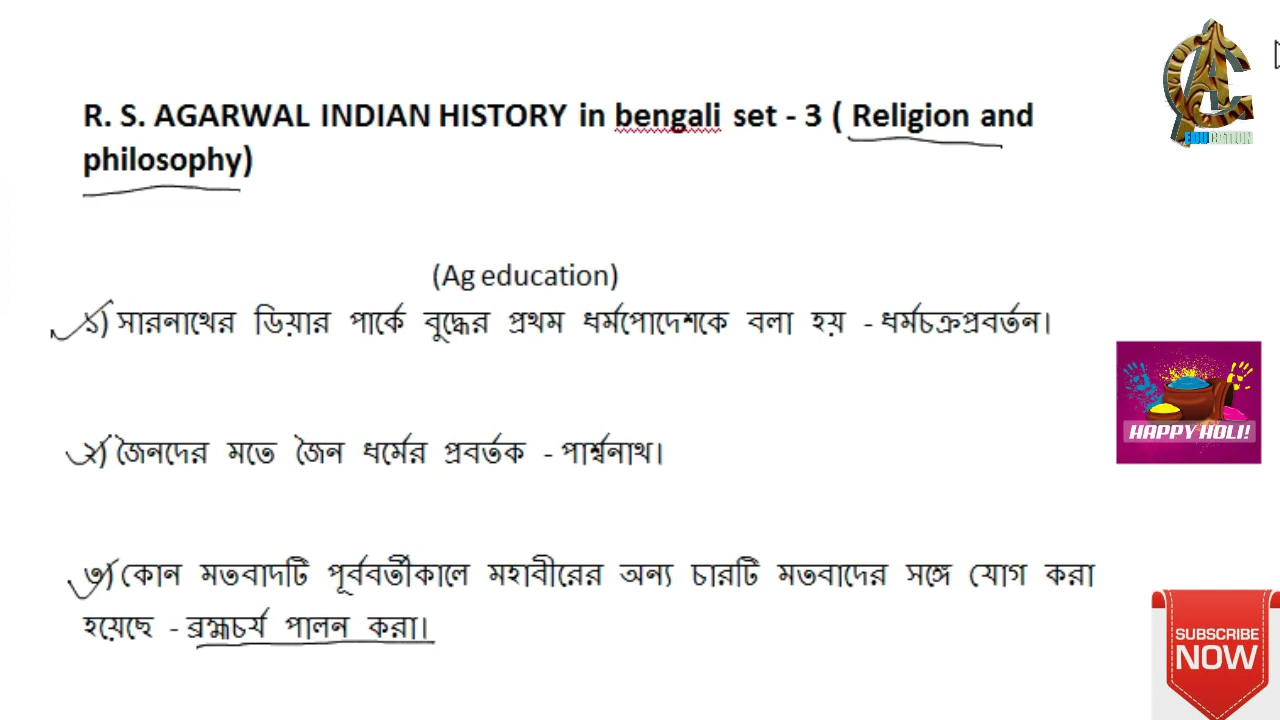 R. S. AGARWAL INDIAN HISTORY in bengali set - 3 ( Religion and
philosophy)
(Ag education)
১) সারনাথের ডিয়ার পার্কে বুদ্ধের প্রথম ধর্মপোদেশকে বলা হয় - ধর্মচক্রপ্রবর্তন।
২) জৈনদের মতে জৈন ধর্মের প্রবর্তক - পার্শ্বনাথ।
৩) কোন মতবাদটি পূর্ববর্তীকালে মহাবীরের অন্য চারটি মতবাদের সঙ্গে যোগ করা
হয়েছে - ব্রহ্মচর্য পালন করা।
EDUCATION
HAPPY HOLI!
SUBSCRIBE
NOW